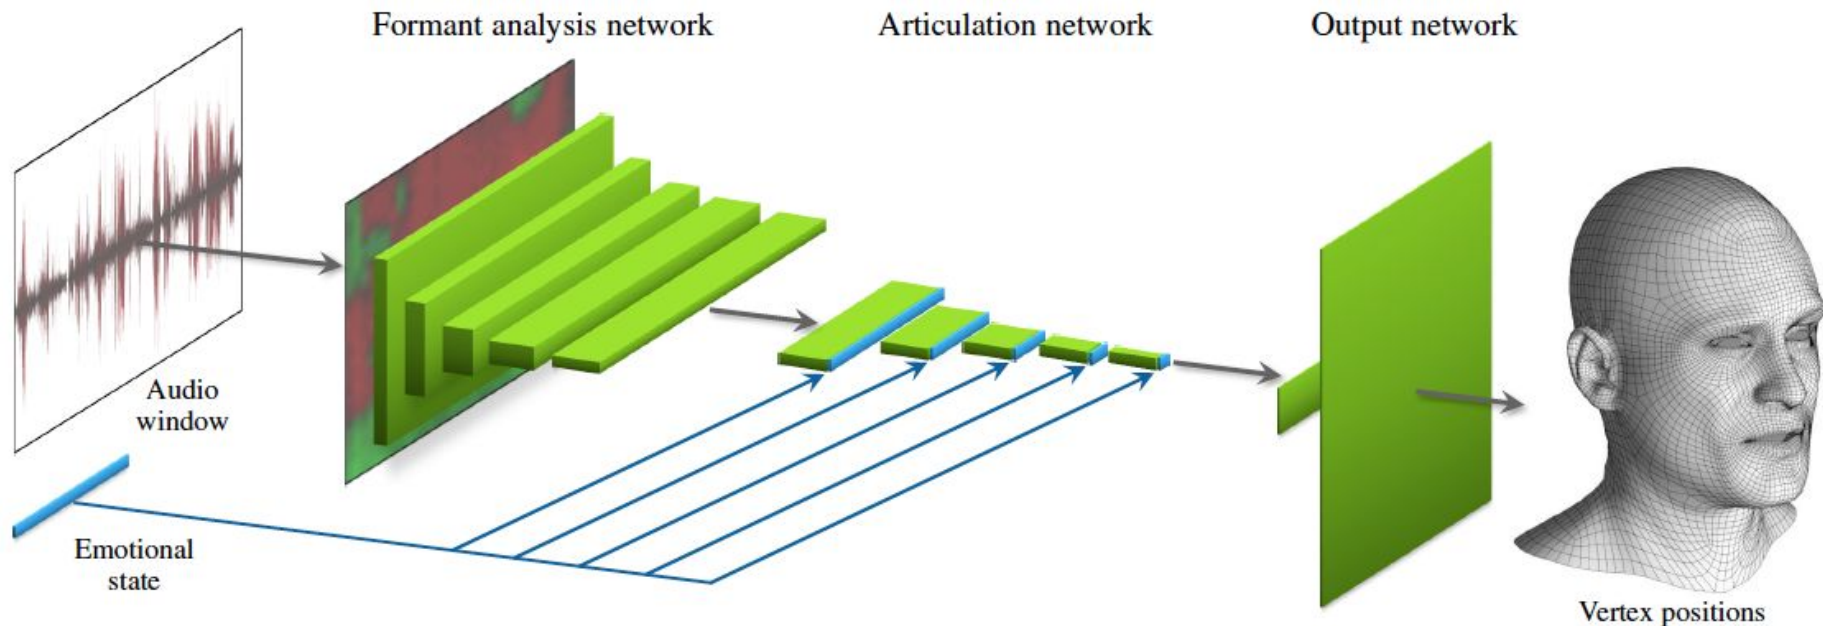 Formant analysis network
Articulation network
Output network
Audio
window
Emotional
state
Vertex positions